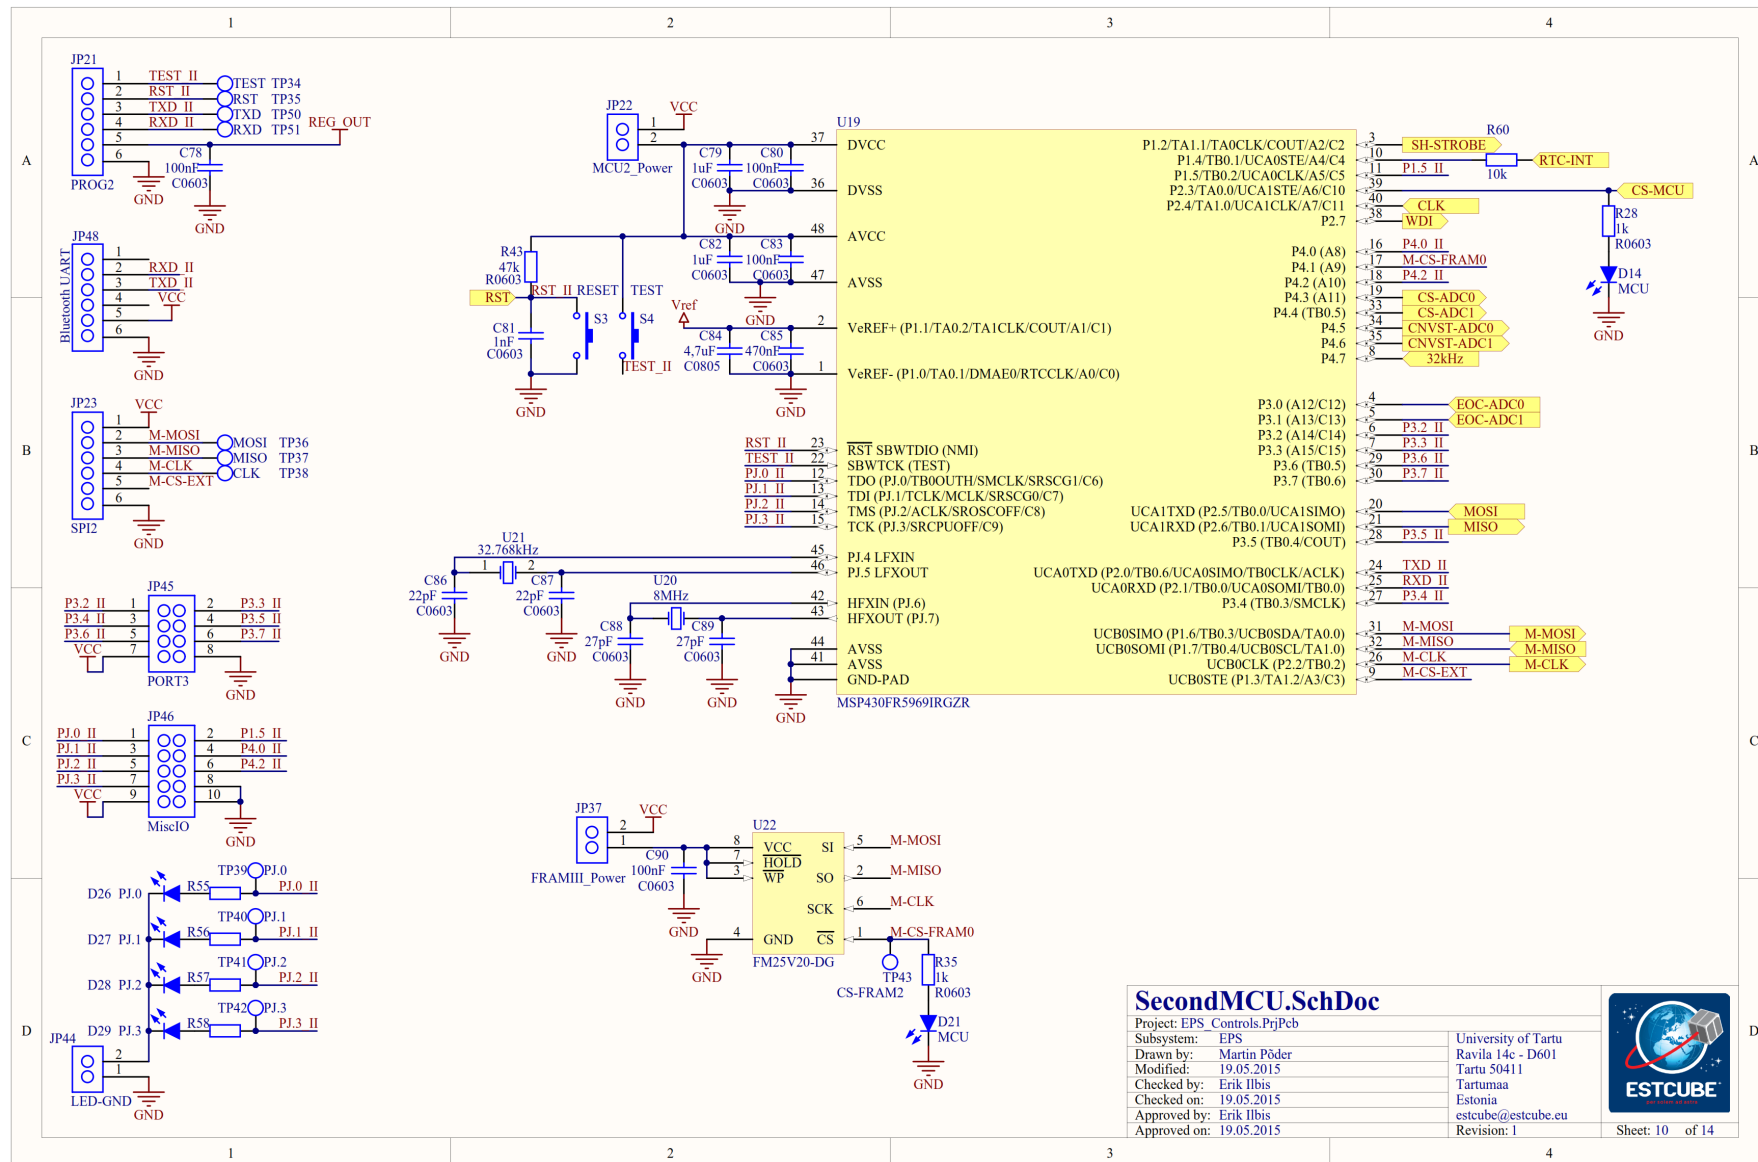 1 2 3 4
A
B
C
D
A
B
C
D
JP21
1 TEST_II TEST TP34
2 RST_II RST TP35
3 TXD_II TXD TP50
4 RXD_II RXD TP51
5 REG_OUT
6
C78
100nF
C0603
PROG2
GND
GND
JP48
Bluetooth UART
1
2 RXD_II
3 TXD_II
4 VCC
5
6
GND
JP23
VCC
1
2 M-MOSI MOSI TP36
3 M-MISO MISO TP37
4 M-CLK CLK TP38
5 M-CS-EXT
6
SPI2
GND
JP45
P3.2_II 1 2 P3.3_II
P3.4_II 3 4 P3.5_II
P3.6_II 5 6 P3.7_II
VCC 7 8
PORT3
GND
JP46
PJ.0_II 1 2 P1.5_II
PJ.1_II 3 4 P4.0_II
PJ.2_II 5 6 P4.2_II
PJ.3_II 7 8
VCC 9 10
MiscIO
GND
TP39 PJ.0
D26 PJ.0 R55 PJ.0_II
TP40 PJ.1
D27 PJ.1 R56 PJ.1_II
TP41 PJ.2
D28 PJ.2 R57 PJ.2_II
TP42 PJ.3
D29 PJ.3 R58 PJ.3_II
JP44
2
1
LED-GND
GND
JP22
VCC
1
2
MCU2_Power
C79
1uF
C0603
C80
100nF
C0603
GND
C82
1uF
C0603
C83
100nF
C0603
GND
R43
47k
R0603
RST
RST_II RESET TEST
S3
S4
TEST_II
C81
1nF
C0603
GND
Vref
C84
4,7uF
C0805
C85
470nF
C0603
GND
U19
37 DVCC
36 DVSS
48 AVCC
47 AVSS
2 VeREF+ (P1.1/TA0.2/TA1CLK/COUT/A1/C1)
1 VeREF- (P1.0/TA0.1/DMAE0/RTCCLK/A0/C0)
RST_II 23 RST SBWTDIO (NMI)
TEST_II 22 SBWTCK (TEST)
PJ.0_II 12 TDO (PJ.0/TB0OUTH/SMCLK/SRSCG1/C6)
PJ.1_II 13 TDI (PJ.1/TCLK/MCLK/SRSCG0/C7)
PJ.2_II 14 TMS (PJ.2/ACLK/SROSCOFF/C8)
PJ.3_II 15 TCK (PJ.3/SRCPUOFF/C9)
45 PJ.4 LFXIN
46 PJ.5 LFXOUT
42 HFXIN (PJ.6)
43 HFXOUT (PJ.7)
44 AVSS
41 AVSS
GND-PAD
GND
MSP430FR5969IRGZR
U21
32.768kHz
1 2
C86
22pF
C0603
C87
22pF
C0603
GND
GND
U20
8MHz
C88
27pF
C0603
C89
27pF
C0603
GND
GND
P1.2/TA1.1/TA0CLK/COUT/A2/C2 3 SH-STROBE
P1.4/TB0.1/UCA0STE/A4/C4 10 R60 10k RTC-INT
P1.5/TB0.2/UCA0CLK/A5/C5 11 P1.5_II
P2.3/TA0.0/UCA1STE/A6/C10 39 CS-MCU
P2.4/TA1.0/UCA1CLK/A7/C11 40 CLK
P2.7 38 WDI
P4.0 (A8) 16 P4.0_II
P4.1 (A9) 17 M-CS-FRAM0
P4.2 (A10) 18 P4.2_II
P4.3 (A11) 19 CS-ADC0
P4.4 (TB0.5) 33 CS-ADC1
P4.5 34 CNVST-ADC0
P4.6 35 CNVST-ADC1
P4.7 8 32kHz
P3.0 (A12/C12) 4 EOC-ADC0
P3.1 (A13/C13) 5 EOC-ADC1
P3.2 (A14/C14) 6 P3.2_II
P3.3 (A15/C15) 7 P3.3_II
P3.6 (TB0.5) 29 P3.6_II
P3.7 (TB0.6) 30 P3.7_II
UCA1TXD (P2.5/TB0.0/UCA1SIMO) 20 MOSI
UCA1RXD (P2.6/TB0.1/UCA1SOMI) 21 MISO
P3.5 (TB0.4/COUT) 28 P3.5_II
UCA0TXD (P2.0/TB0.6/UCA0SIMO/TB0CLK/ACLK) 24 TXD_II
UCA0RXD (P2.1/TB0.0/UCA0SOMI/TB0.0) 25 RXD_II
P3.4 (TB0.3/SMCLK) 27 P3.4_II
UCB0SIMO (P1.6/TB0.3/UCB0SDA/TA0.0) 31 M-MOSI M-MOSI
UCB0SOMI (P1.7/TB0.4/UCB0SCL/TA1.0) 32 M-MISO M-MISO
UCB0CLK (P2.2/TB0.2) 26 M-CLK M-CLK
UCB0STE (P1.3/TA1.2/A3/C3) 9 M-CS-EXT
R28
1k
R0603
D14
MCU
GND
JP37
VCC
2
1
FRAMIII_Power
C90
100nF
C0603
GND
U22
8 VCC SI 5 M-MOSI
7 HOLD
3 WP SO 2 M-MISO
SCK 6 M-CLK
4 GND CS 1 M-CS-FRAM0
GND
FM25V20-DG
TP43
CS-FRAM2
R35
1k
R0603
D21
MCU
GND
SecondMCU.SchDoc
Project: EPS_Controls.PrjPcb
Subsystem: EPS University of Tartu
Drawn by: Martin Põder Ravila 14c - D601
Modified: 19.05.2015 Tartu 50411
Checked by: Erik Ilbis Tartumaa
Checked on: 19.05.2015 Estonia
Approved by: Erik Ilbis estcube@estcube.eu
Approved on: 19.05.2015 Revision: 1 Sheet: 10 of 14
ESTCUBE
1 2 3 4